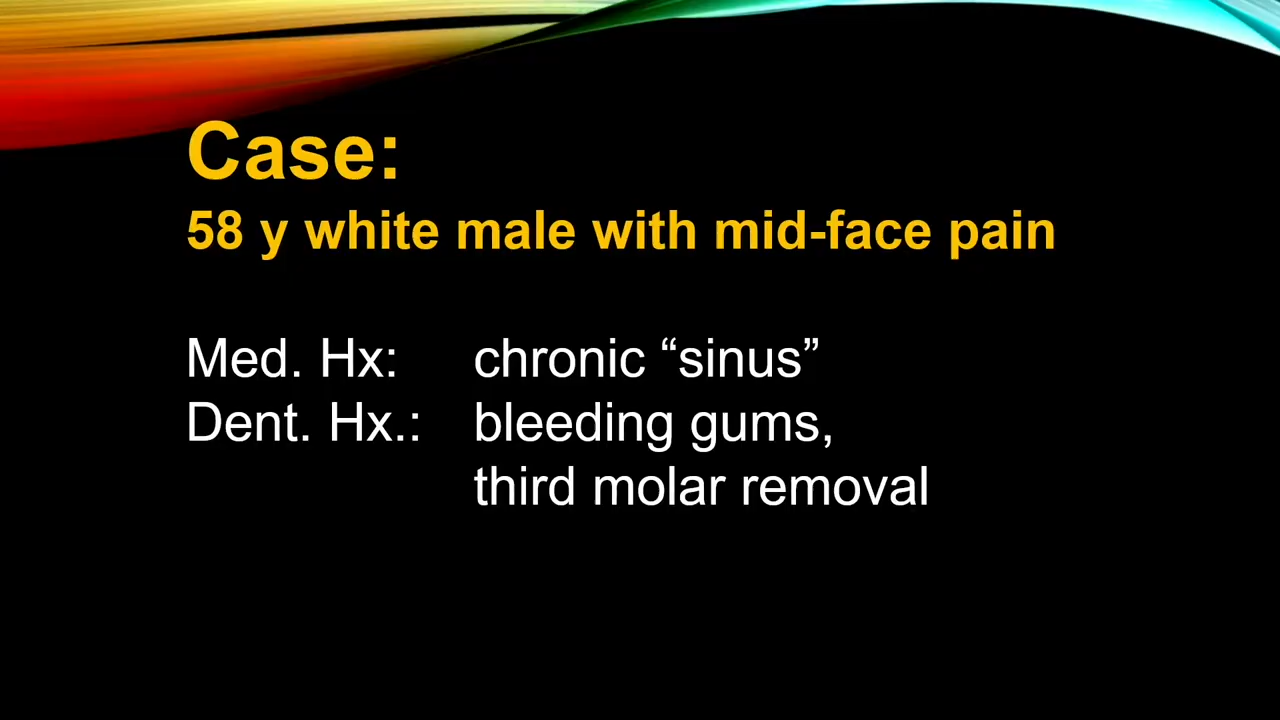 Case:
58 y white male with mid-face pain
Med. Hx: chronic “sinus”
Dent. Hx.: bleeding gums,
third molar removal